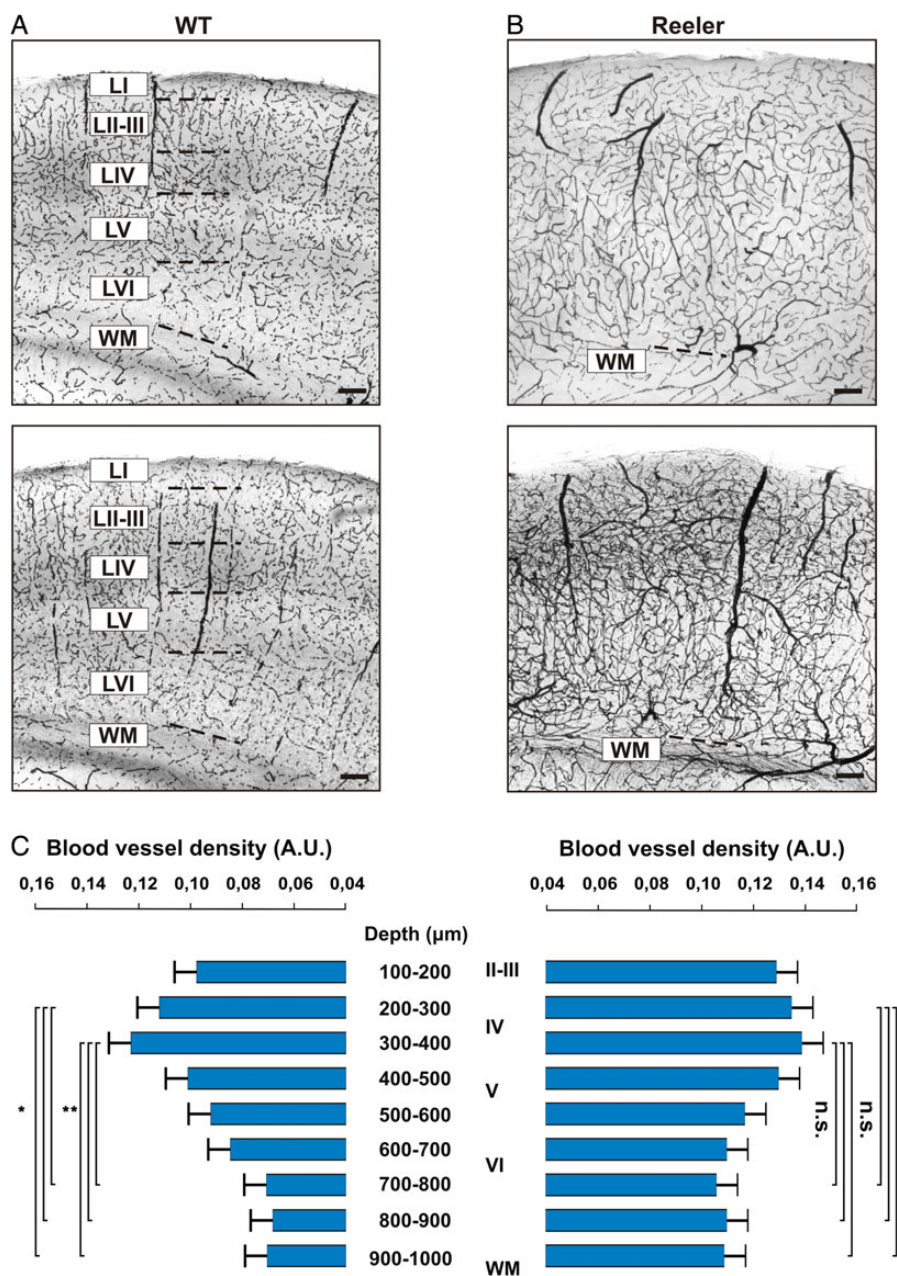 A
WT
LI
LII-III
LIV
LV
LVI
WM
LI
LII-III
LIV
LV
LVI
WM
B
Reeler
WM
WM
C
Blood vessel density (A.U.)
0,16 0,14 0,12 0,10 0,08 0,06 0,04
Blood vessel density (A.U.)
0,04 0,06 0,08 0,10 0,13 0,14 0,16
Depth (µm)
100-200 II-III
200-300
IV
300-400
400-500
V
500-600
600-700
VI
700-800
800-900
900-1000
WM
*
**
n.s.
n.s.